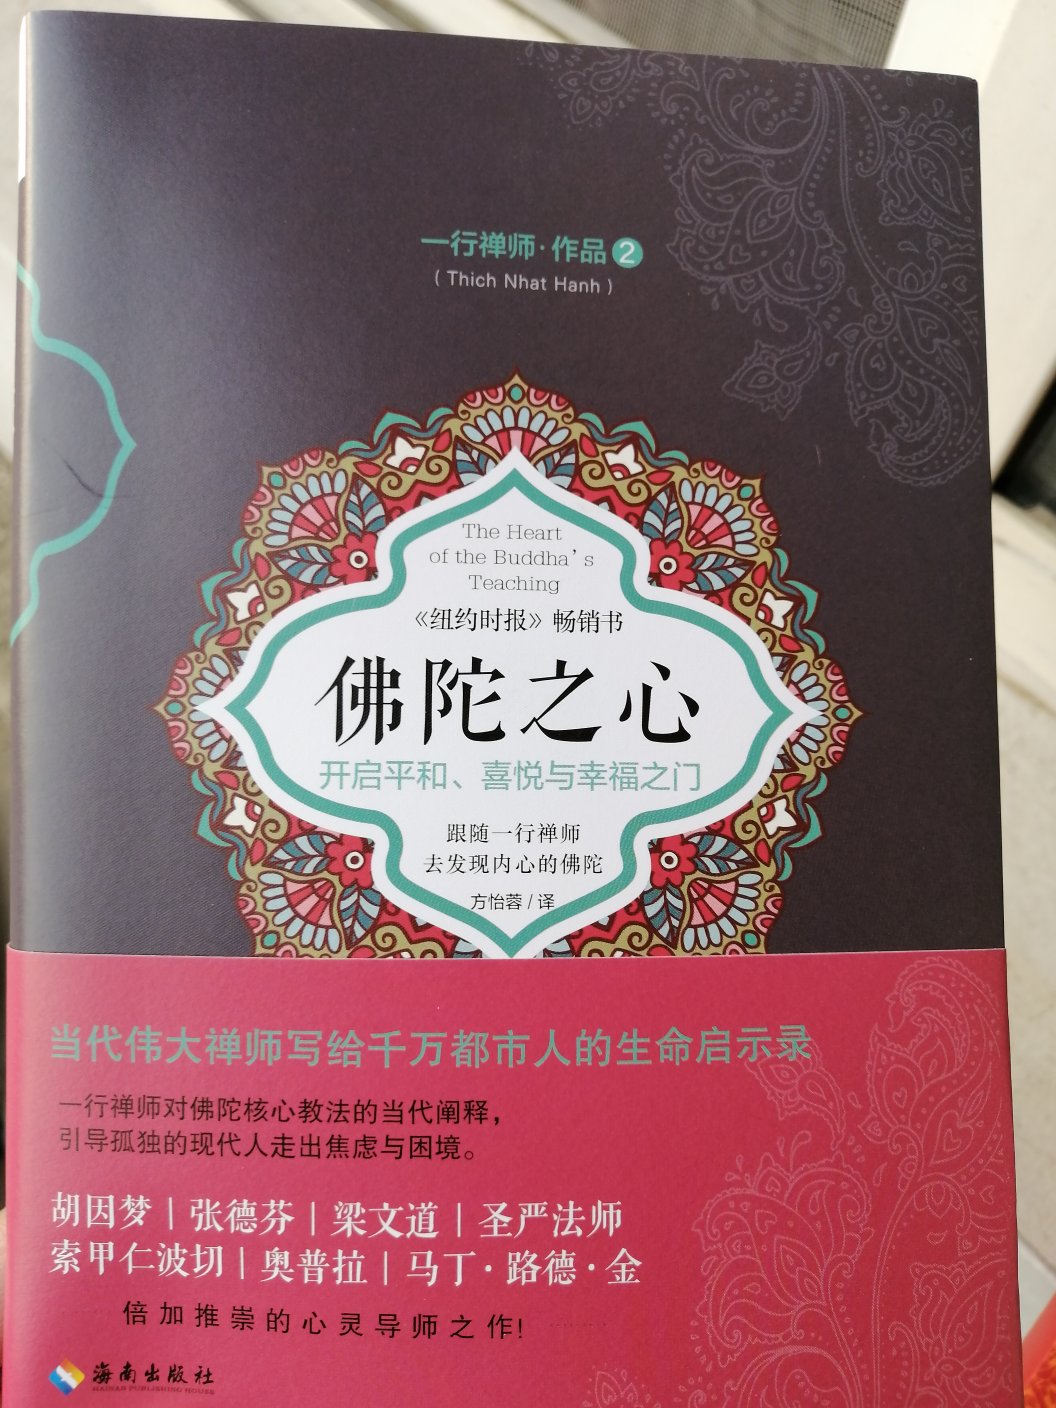 一行禅师·作品2
( Thich Nhat Hanh )
The Heart
of the Buddha's
Teaching
《纽约时报》畅销书
佛陀之心
开启平和、喜悦与幸福之门
跟随一行禅师
去发现内心的佛陀
方怡蓉 / 译
当代伟大禅师写给千万都市人的生命启示录
一行禅师对佛陀核心教法的当代阐释，
引导孤独的现代人走出焦虑与困境。
胡因梦 | 张德芬 | 梁文道 | 圣严法师
索甲仁波切 | 奥普拉 | 马丁·路德·金
倍加推崇的心灵导师之作!
海南出版社
HAINAN PUBLISHING HOUSE